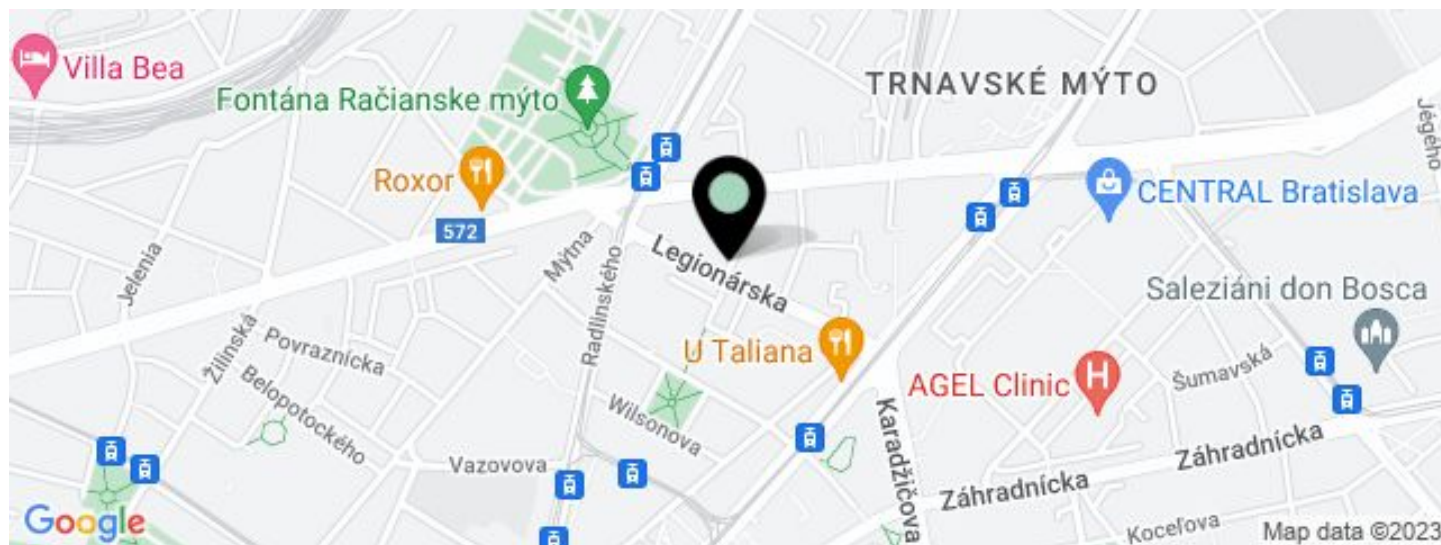 Villa Bea
TRNAVSKÉ MÝTO
Fontána Račianske mýto
Jégého
Roxor
CENTRAL Bratislava
572
Mýtna
Legionárska
Jelenia
Radlinského
Saleziáni don Bosca
Žilinská
Povraznícka
U Taliana
AGEL Clinic
H
Šumavská
Belopotockého
Wilsonova
Karadžičova
Záhradnícka
Vazovova
Záhradnícka
Koceľova
Google
Map data ©2023